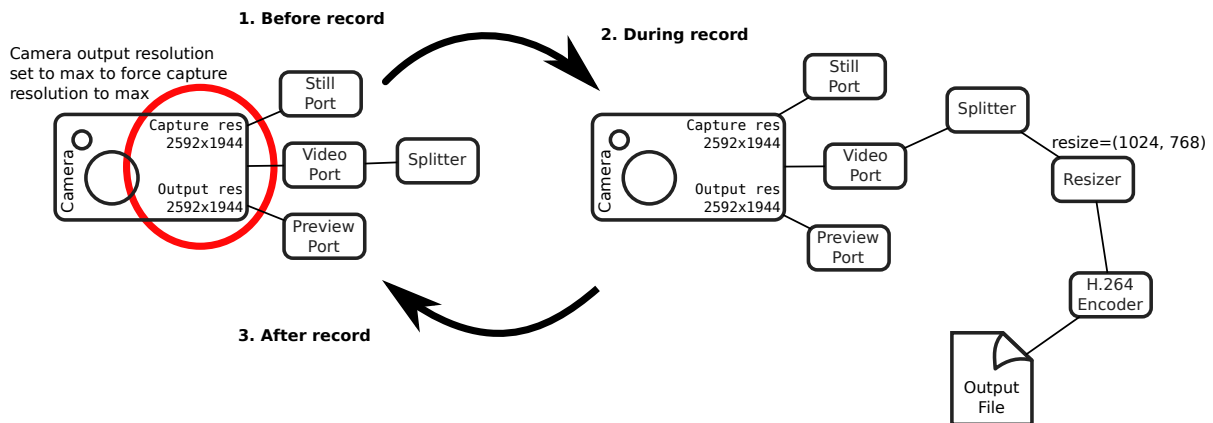 1. Before record
Camera output resolution
set to max to force capture
resolution to max
Camera
Capture res
2592x1944
Output res
2592x1944
Still
Port
Video
Port
Splitter
Preview
Port
2. During record
Camera
Capture res
2592x1944
Output res
2592x1944
Still
Port
Video
Port
Preview
Port
Splitter
resize=(1024, 768)
Resizer
H.264
Encoder
Output
File
3. After record